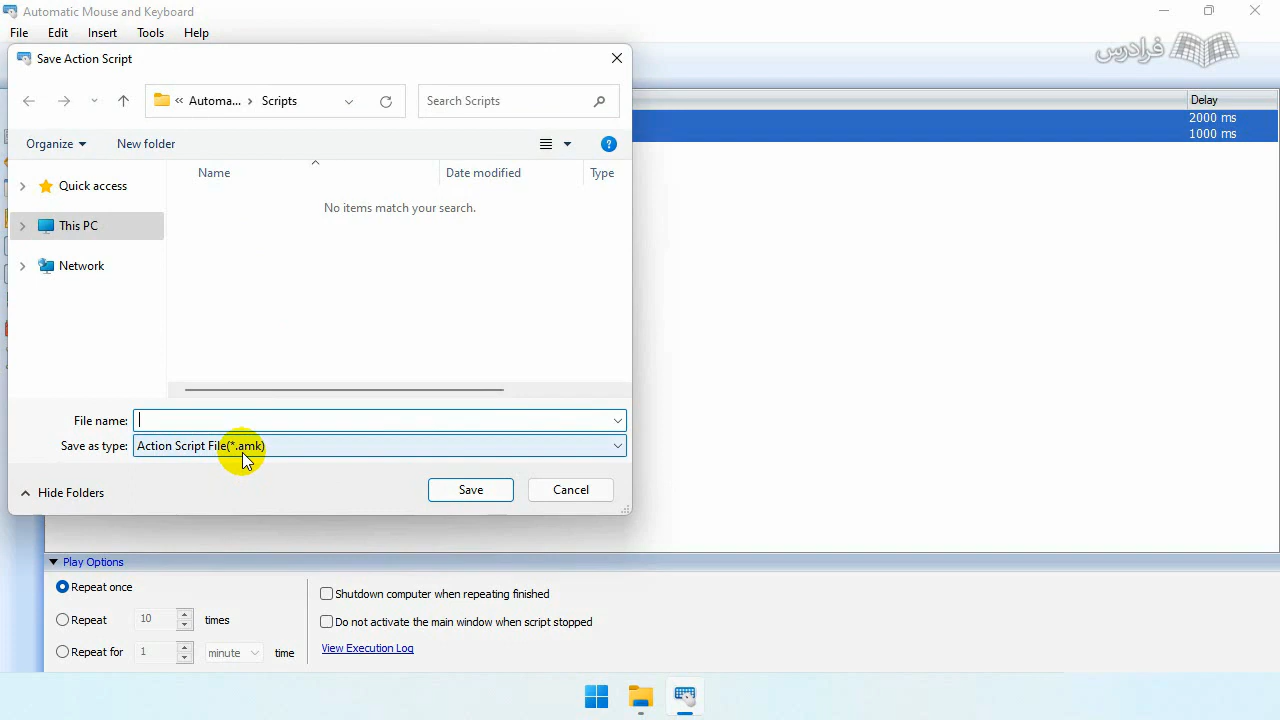 Automatic Mouse and Keyboard
File Edit Insert Tools Help
فرادرس
Save Action Script
« Automa... › Scripts
Search Scripts
Organize New folder
Delay
2000 ms
1000 ms
Name Date modified Type
Quick access
This PC
Network
No items match your search.
File name:
Save as type: Action Script File(*.amk)
Hide Folders
Save Cancel
Play Options
Repeat once
Repeat 10 times
Repeat for 1 minute time
Shutdown computer when repeating finished
Do not activate the main window when script stopped
View Execution Log